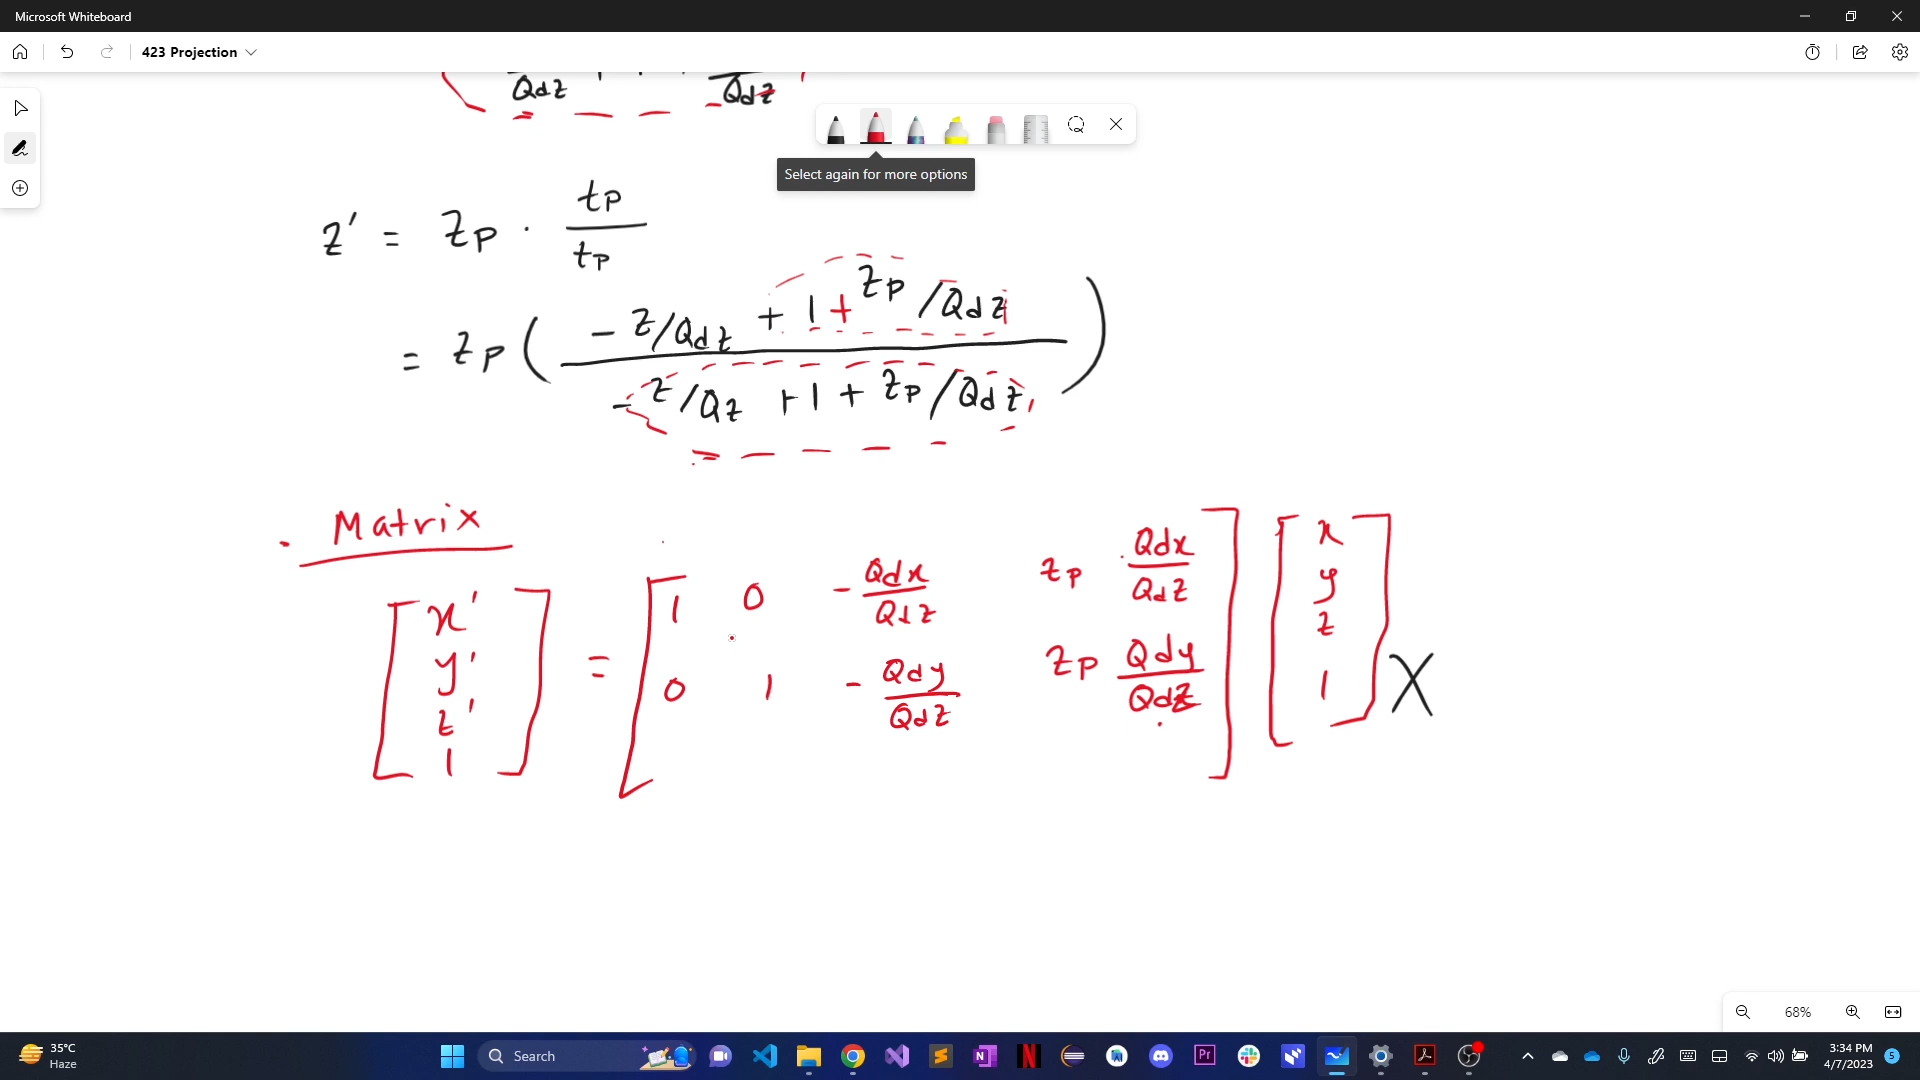 Microsoft Whiteboard
423 Projection
Qdz
Qdz
Select again for more options
z' = zp · tp / tp
= zp ( - z/Qdz + 1 + zp/Qdz / - z/Qz + 1 + zp/Qdz )
Matrix
x' 1 0 - Qdx/Qdz zp Qdx/Qdz x
y' = 0 1 - Qdy/Qdz zp Qdy/Qdz y
z' z
1 1 X
68%
35°C
Haze
Search
3:34 PM
4/7/2023
5